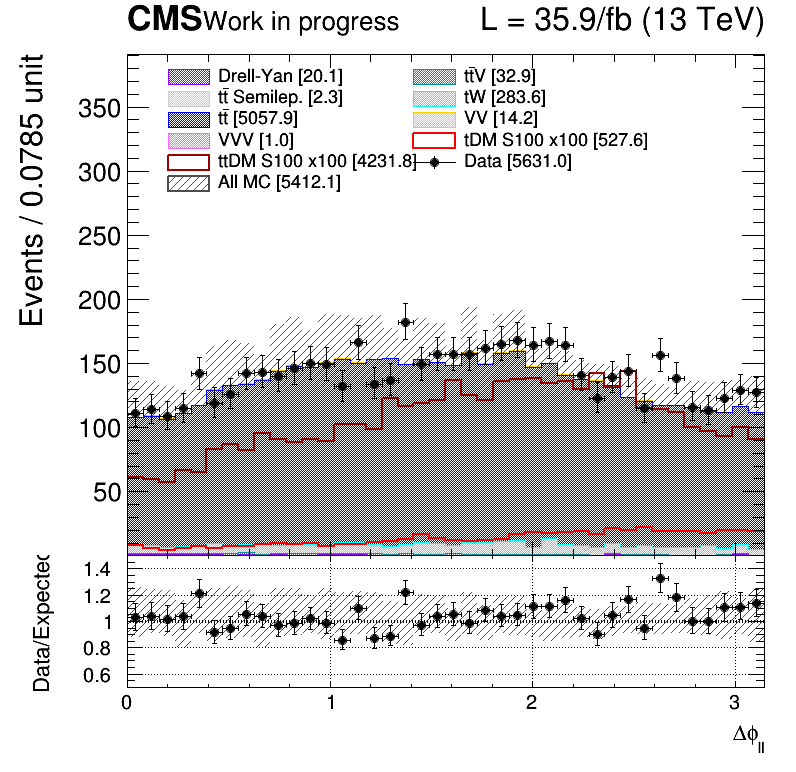 CMS Work in progress L = 35.9/fb (13 TeV)
Drell-Yan [20.1] tt̄V [32.9]
tt̄ Semilep. [2.3] tW [283.6]
tt̄ [5057.9] VV [14.2]
VVV [1.0] tDM S100 x100 [527.6]
ttDM S100 x100 [4231.8] Data [5631.0]
All MC [5412.1]
Events / 0.0785 unit
350
300
250
200
150
100
50
Data/Expected
1.4
1.2
1
0.8
0.6
0 1 2 3
Δϕ_ll